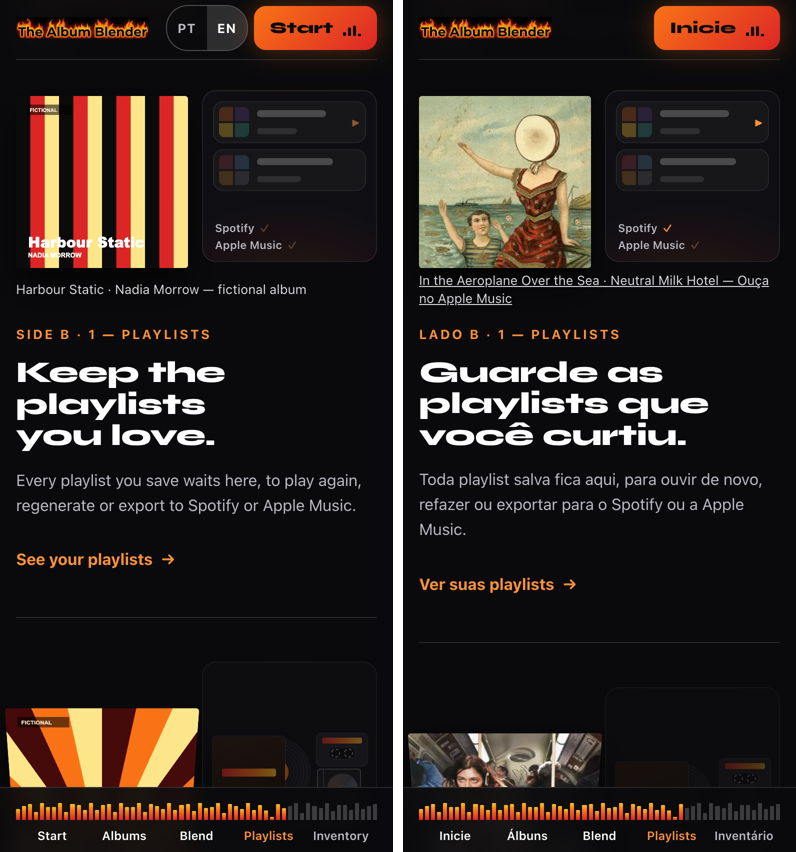 The Album Blender
PT
EN
Start
FICTIONAL
Harbour Static
NADIA MORROW
Spotify ✓
Apple Music ✓
Harbour Static · Nadia Morrow — fictional album
SIDE B · 1 — PLAYLISTS
Keep the
playlists
you love.
Every playlist you save waits here, to play again,
regenerate or export to Spotify or Apple Music.
See your playlists →
FICTIONAL
Start
Albums
Blend
Playlists
Inventory
The Album Blender
Inicie
Spotify ✓
Apple Music ✓
In the Aeroplane Over the Sea · Neutral Milk Hotel — Ouça
no Apple Music
LADO B · 1 — PLAYLISTS
Guarde as
playlists que
você curtiu.
Toda playlist salva fica aqui, para ouvir de novo,
refazer ou exportar para o Spotify ou a Apple
Music.
Ver suas playlists →
Inicie
Álbuns
Blend
Playlists
Inventário